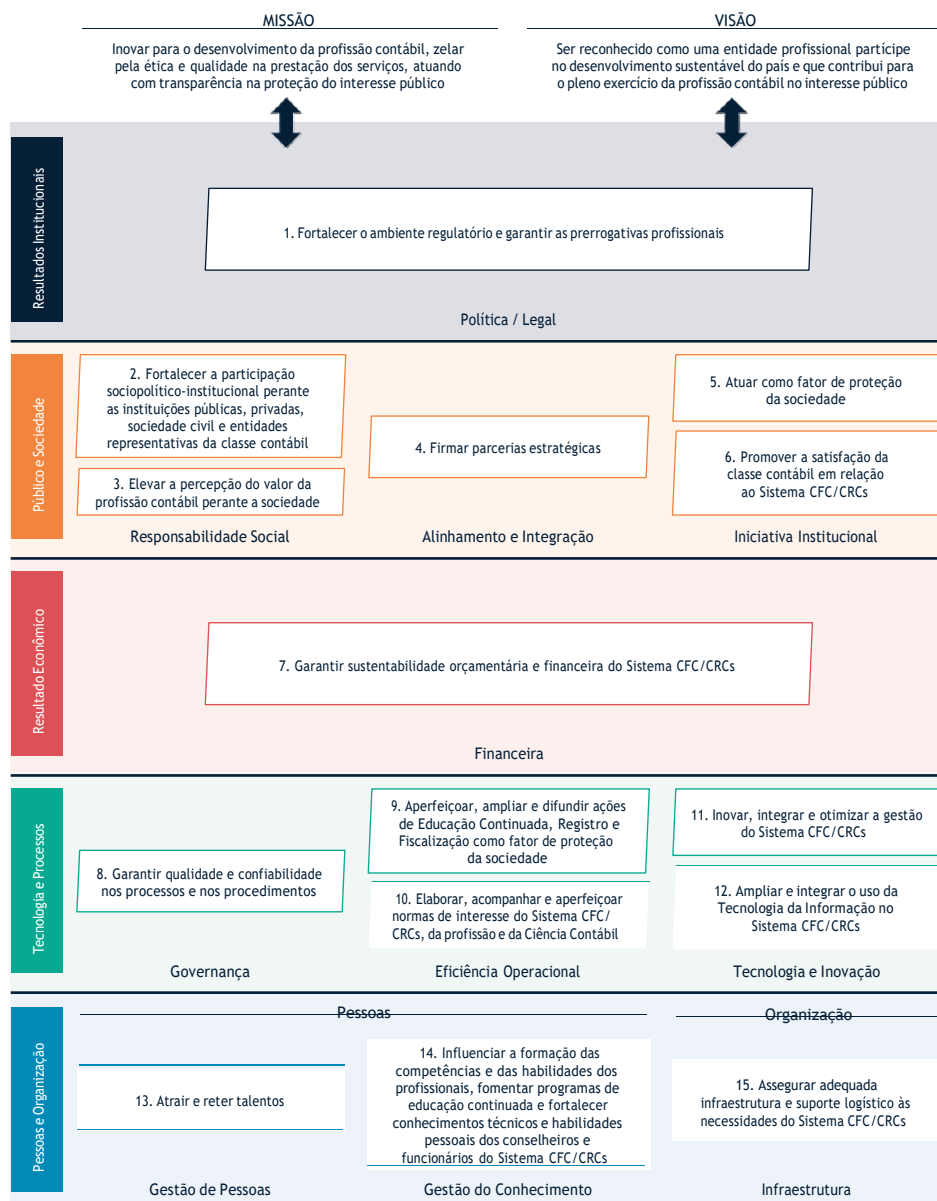 MISSÃO
Inovar para o desenvolvimento da profissão contábil, zelar
pela ética e qualidade na prestação dos serviços, atuando
com transparência na proteção do interesse público
VISÃO
Ser reconhecido como uma entidade profissional partícipe
no desenvolvimento sustentável do país e que contribui para
o pleno exercício da profissão contábil no interesse público
Resultados Institucionais
1. Fortalecer o ambiente regulatório e garantir as prerrogativas profissionais
Política / Legal
Público e Sociedade
2. Fortalecer a participação
sociopolítico-institucional perante
as instituições públicas, privadas,
sociedade civil e entidades
representativas da classe contábil
3. Elevar a percepção do valor da
profissão contábil perante a sociedade
Responsabilidade Social
4. Firmar parcerias estratégicas
Alinhamento e Integração
5. Atuar como fator de proteção
da sociedade
6. Promover a satisfação da
classe contábil em relação
ao Sistema CFC/CRCs
Iniciativa Institucional
Resultado Econômico
7. Garantir sustentabilidade orçamentária e financeira do Sistema CFC/CRCs
Financeira
Tecnologia e Processos
8. Garantir qualidade e confiabilidade
nos processos e nos procedimentos
Governança
9. Aperfeiçoar, ampliar e difundir ações
de Educação Continuada, Registro e
Fiscalização como fator de proteção
da sociedade
10. Elaborar, acompanhar e aperfeiçoar
normas de interesse do Sistema CFC/
CRCs, da profissão e da Ciência Contábil
Eficiência Operacional
11. Inovar, integrar e otimizar a gestão
do Sistema CFC/CRCs
12. Ampliar e integrar o uso da
Tecnologia da Informação no
Sistema CFC/CRCs
Tecnologia e Inovação
Pessoas e Organização
Pessoas
13. Atrair e reter talentos
Gestão de Pessoas
14. Influenciar a formação das
competências e das habilidades dos
profissionais, fomentar programas de
educação continuada e fortalecer
conhecimentos técnicos e habilidades
pessoais dos conselheiros e
funcionários do Sistema CFC/CRCs
Gestão do Conhecimento
Organização
15. Assegurar adequada
infraestrutura e suporte logístico às
necessidades do Sistema CFC/CRCs
Infraestrutura